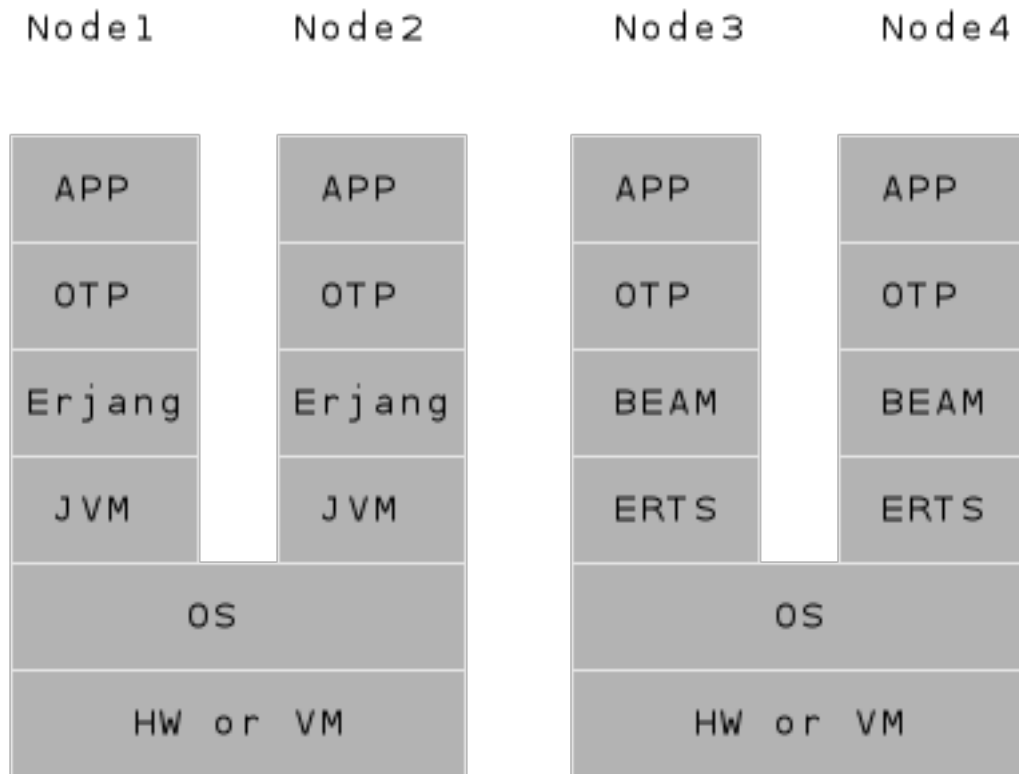 Node1 Node2 Node3 Node4
APP APP APP APP
OTP OTP OTP OTP
Erjang Erjang BEAM BEAM
JVM JVM ERTS ERTS
OS OS
HW or VM HW or VM